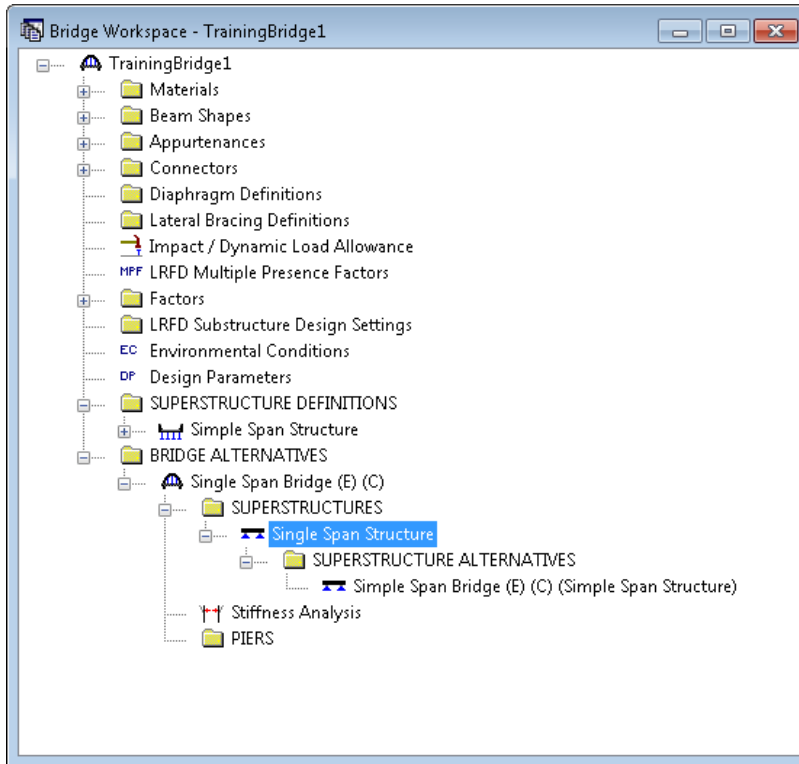 Bridge Workspace - TrainingBridge1
TrainingBridge1
Materials
Beam Shapes
Appurtenances
Connectors
Diaphragm Definitions
Lateral Bracing Definitions
Impact / Dynamic Load Allowance
MPF LRFD Multiple Presence Factors
Factors
LRFD Substructure Design Settings
EC Environmental Conditions
DP Design Parameters
SUPERSTRUCTURE DEFINITIONS
Simple Span Structure
BRIDGE ALTERNATIVES
Single Span Bridge (E) (C)
SUPERSTRUCTURES
Single Span Structure
SUPERSTRUCTURE ALTERNATIVES
Simple Span Bridge (E) (C) (Simple Span Structure)
Stiffness Analysis
PIERS